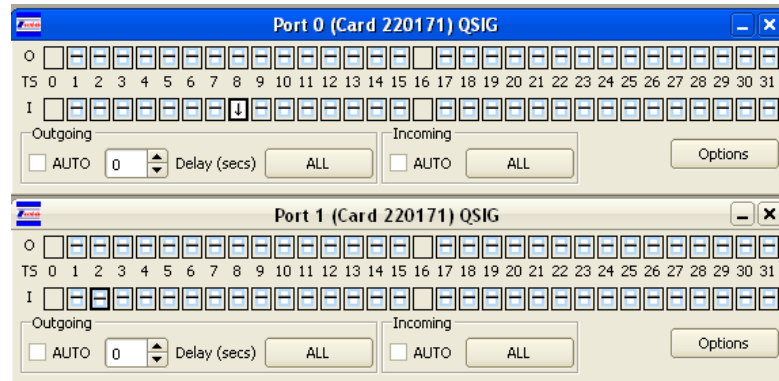 Port 0 (Card 220171) QSIG
O
TS 0 1 2 3 4 5 6 7 8 9 10 11 12 13 14 15 16 17 18 19 20 21 22 23 24 25 26 27 28 29 30 31
I
Outgoing Incoming
AUTO 0 Delay (secs) ALL AUTO ALL Options
Port 1 (Card 220171) QSIG
O
TS 0 1 2 3 4 5 6 7 8 9 10 11 12 13 14 15 16 17 18 19 20 21 22 23 24 25 26 27 28 29 30 31
I
Outgoing Incoming
AUTO 0 Delay (secs) ALL AUTO ALL Options